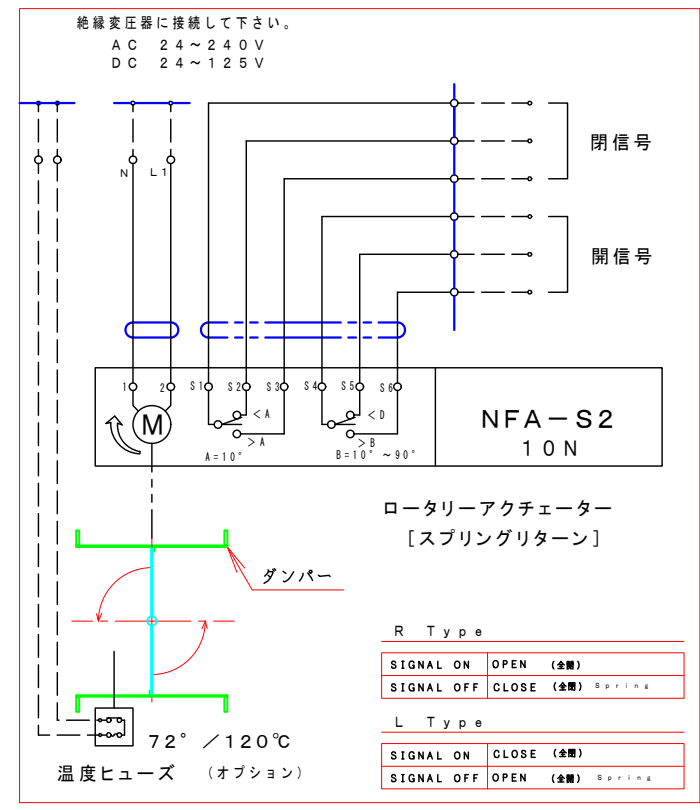 絶縁変圧器に接続して下さい。
AC 24~240V
DC 24~125V
N L1
閉信号
開信号
1 2 S1 S2 S3 S4 S5 S6
M
<A
>A
A=10°
<D
>B
B=10° ~90°
NFA-S2
10N
ロータリーアクチェーター
[スプリングリターン]
ダンパー
R Type
SIGNAL ON OPEN (全開)
SIGNAL OFF CLOSE (全閉) Spring
L Type
SIGNAL ON CLOSE (全閉)
SIGNAL OFF OPEN (全開) Spring
72° /120℃
温度ヒューズ (オプション)